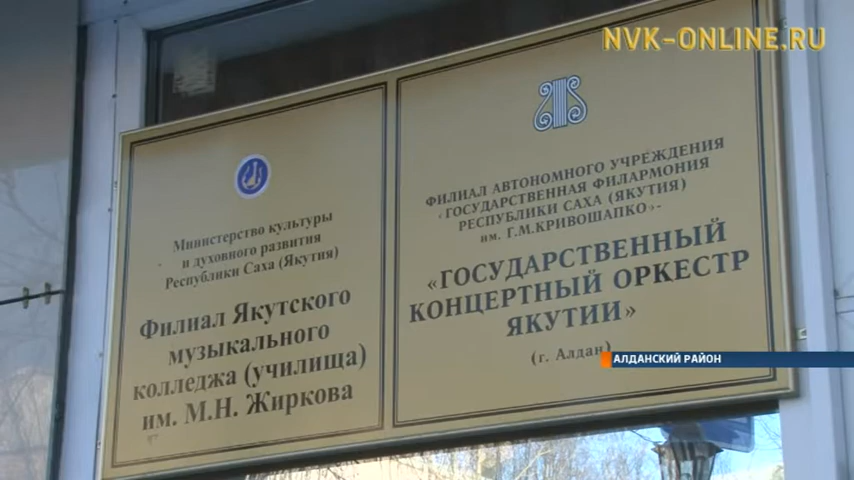 NVK-ONLINE.RU
Министерство культуры
и духовного развития
Республики Саха (Якутия)
Филиал Якутского
музыкального
колледжа (училища)
им. М.Н. Жиркова
ФИЛИАЛ АВТОНОМНОГО УЧРЕЖДЕНИЯ
«ГОСУДАРСТВЕННАЯ ФИЛАРМОНИЯ
РЕСПУБЛИКИ САХА (ЯКУТИЯ)
им. Г.М.КРИВОШАПКО»-
«ГОСУДАРСТВЕННЫЙ
КОНЦЕРТНЫЙ ОРКЕСТР
ЯКУТИИ»
(г. Алдан)
АЛДАНСКИЙ РАЙОН